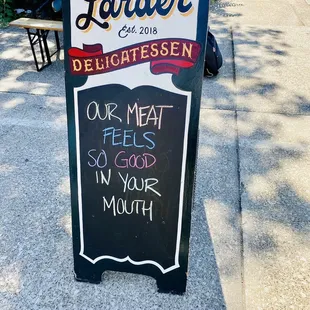 Larder
Est. 2018
DELICATESSEN
OUR MEAT
FEELS
SO GOOD
IN YOUR
MOUTH